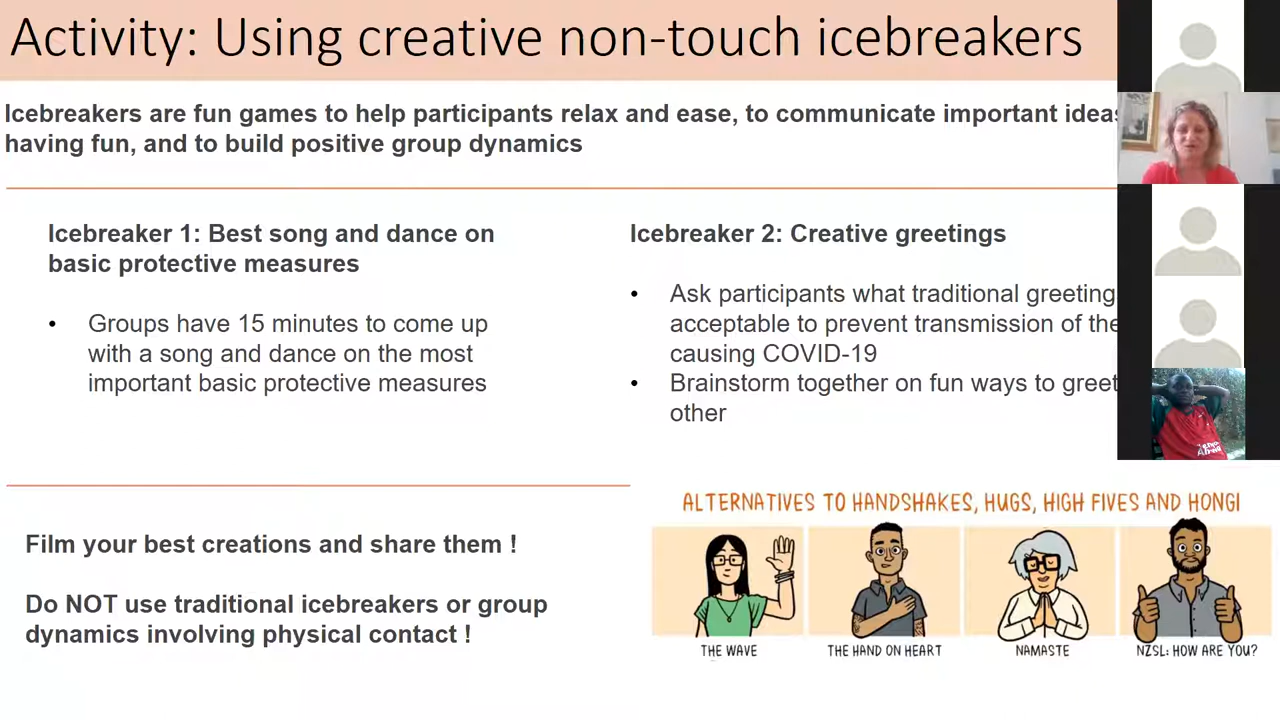 Activity: Using creative non-touch icebreakers
Icebreakers are fun games to help participants relax and ease, to communicate important ideas
having fun, and to build positive group dynamics
Icebreaker 1: Best song and dance on
basic protective measures
Groups have 15 minutes to come up
with a song and dance on the most
important basic protective measures
Icebreaker 2: Creative greetings
• Ask participants what traditional greeting
acceptable to prevent transmission of the
causing COVID-19
• Brainstorm together on fun ways to greet
other
Film your best creations and share them !
Do NOT use traditional icebreakers or group
dynamics involving physical contact !
ALTERNATIVES TO HANDSHAKES, HUGS, HIGH FIVES AND HONGI
THE WAVE
THE HAND ON HEART
NAMASTE
NZSL: HOW ARE YOU?